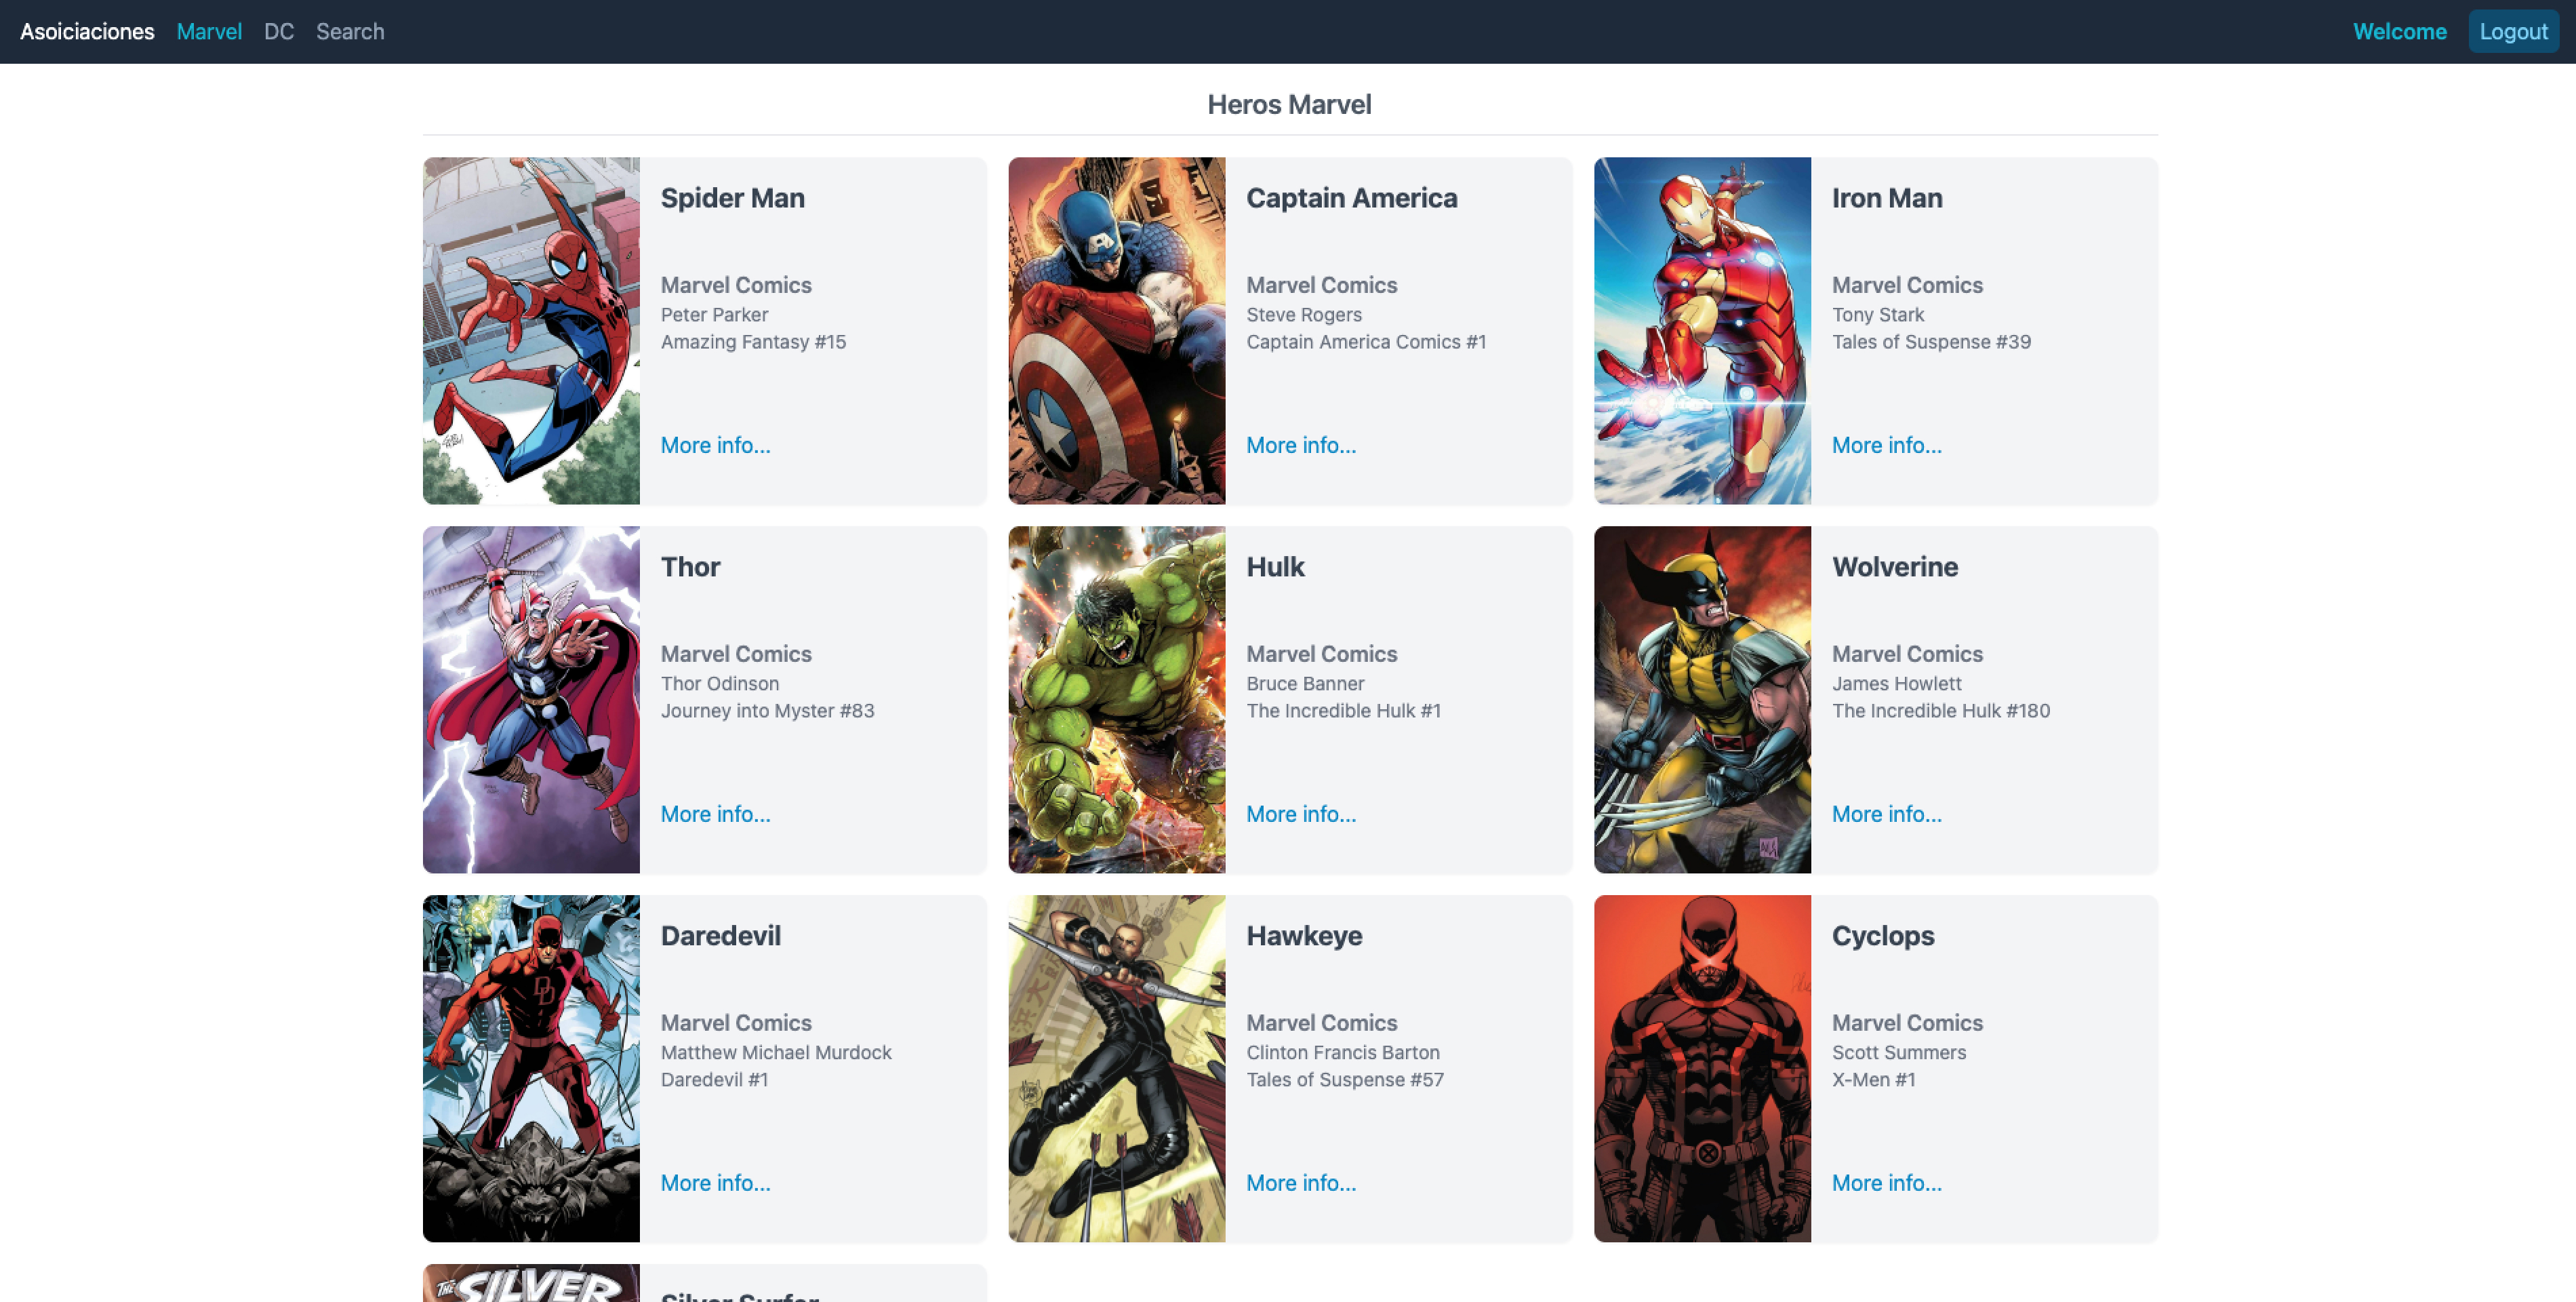 Asoiciaciones Marvel DC Search Welcome Logout
Heros Marvel
Spider Man
Marvel Comics
Peter Parker
Amazing Fantasy #15
More info...
Captain America
Marvel Comics
Steve Rogers
Captain America Comics #1
More info...
Iron Man
Marvel Comics
Tony Stark
Tales of Suspense #39
More info...
Thor
Marvel Comics
Thor Odinson
Journey into Myster #83
More info...
Hulk
Marvel Comics
Bruce Banner
The Incredible Hulk #1
More info...
Wolverine
Marvel Comics
James Howlett
The Incredible Hulk #180
More info...
Daredevil
Marvel Comics
Matthew Michael Murdock
Daredevil #1
More info...
Hawkeye
Marvel Comics
Clinton Francis Barton
Tales of Suspense #57
More info...
Cyclops
Marvel Comics
Scott Summers
X-Men #1
More info...
THE SILVER
Silver Surfer